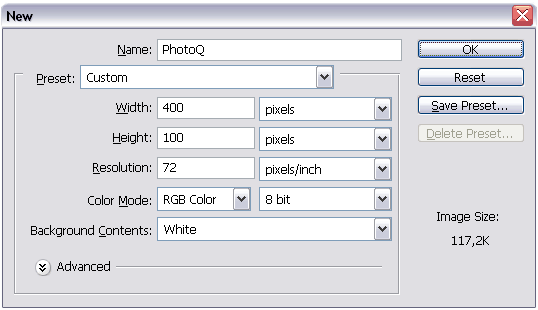 New
Name: PhotoQ
OK
Preset: Custom
Reset
Width: 400 pixels
Save Preset...
Height: 100 pixels
Delete Preset...
Resolution: 72 pixels/inch
Color Mode: RGB Color 8 bit
Image Size:
Background Contents: White
117,2K
Advanced